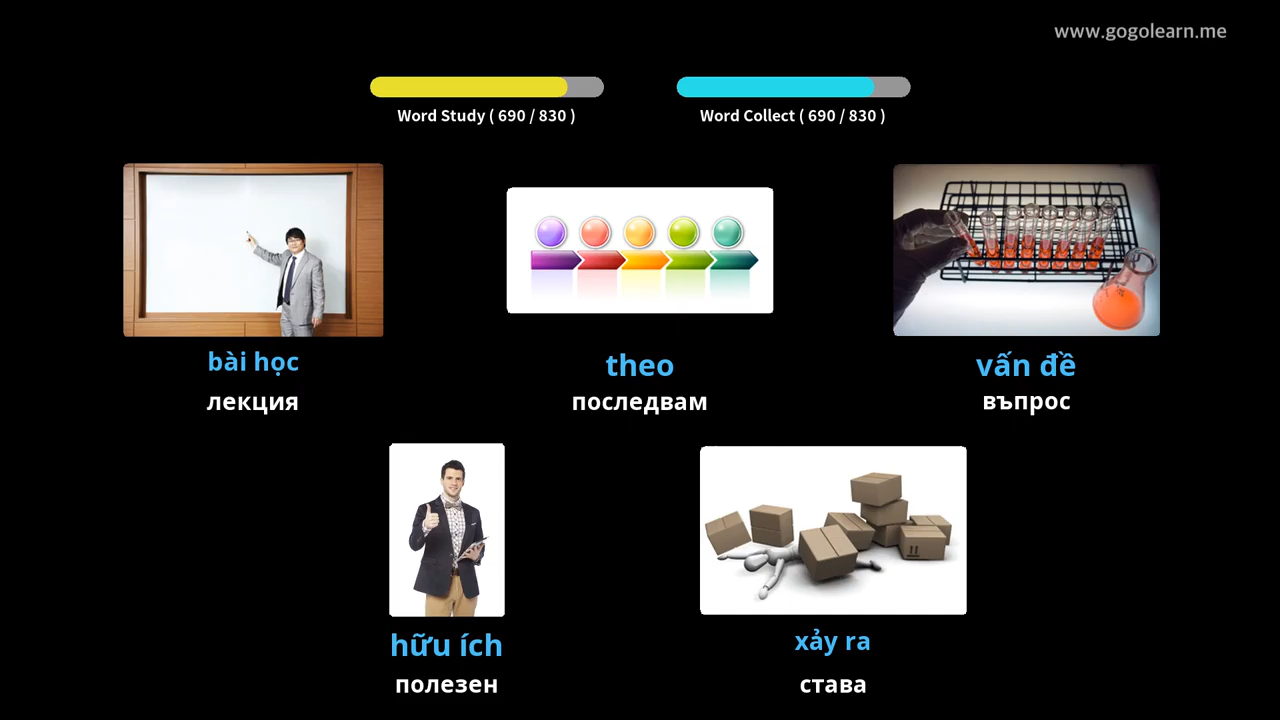 www.gogolearn.me
Word Study ( 690 / 830 )
Word Collect ( 690 / 830 )
bài học
лекция
theo
последвам
vấn đề
въпрос
hữu ích
полезен
xảy ra
става